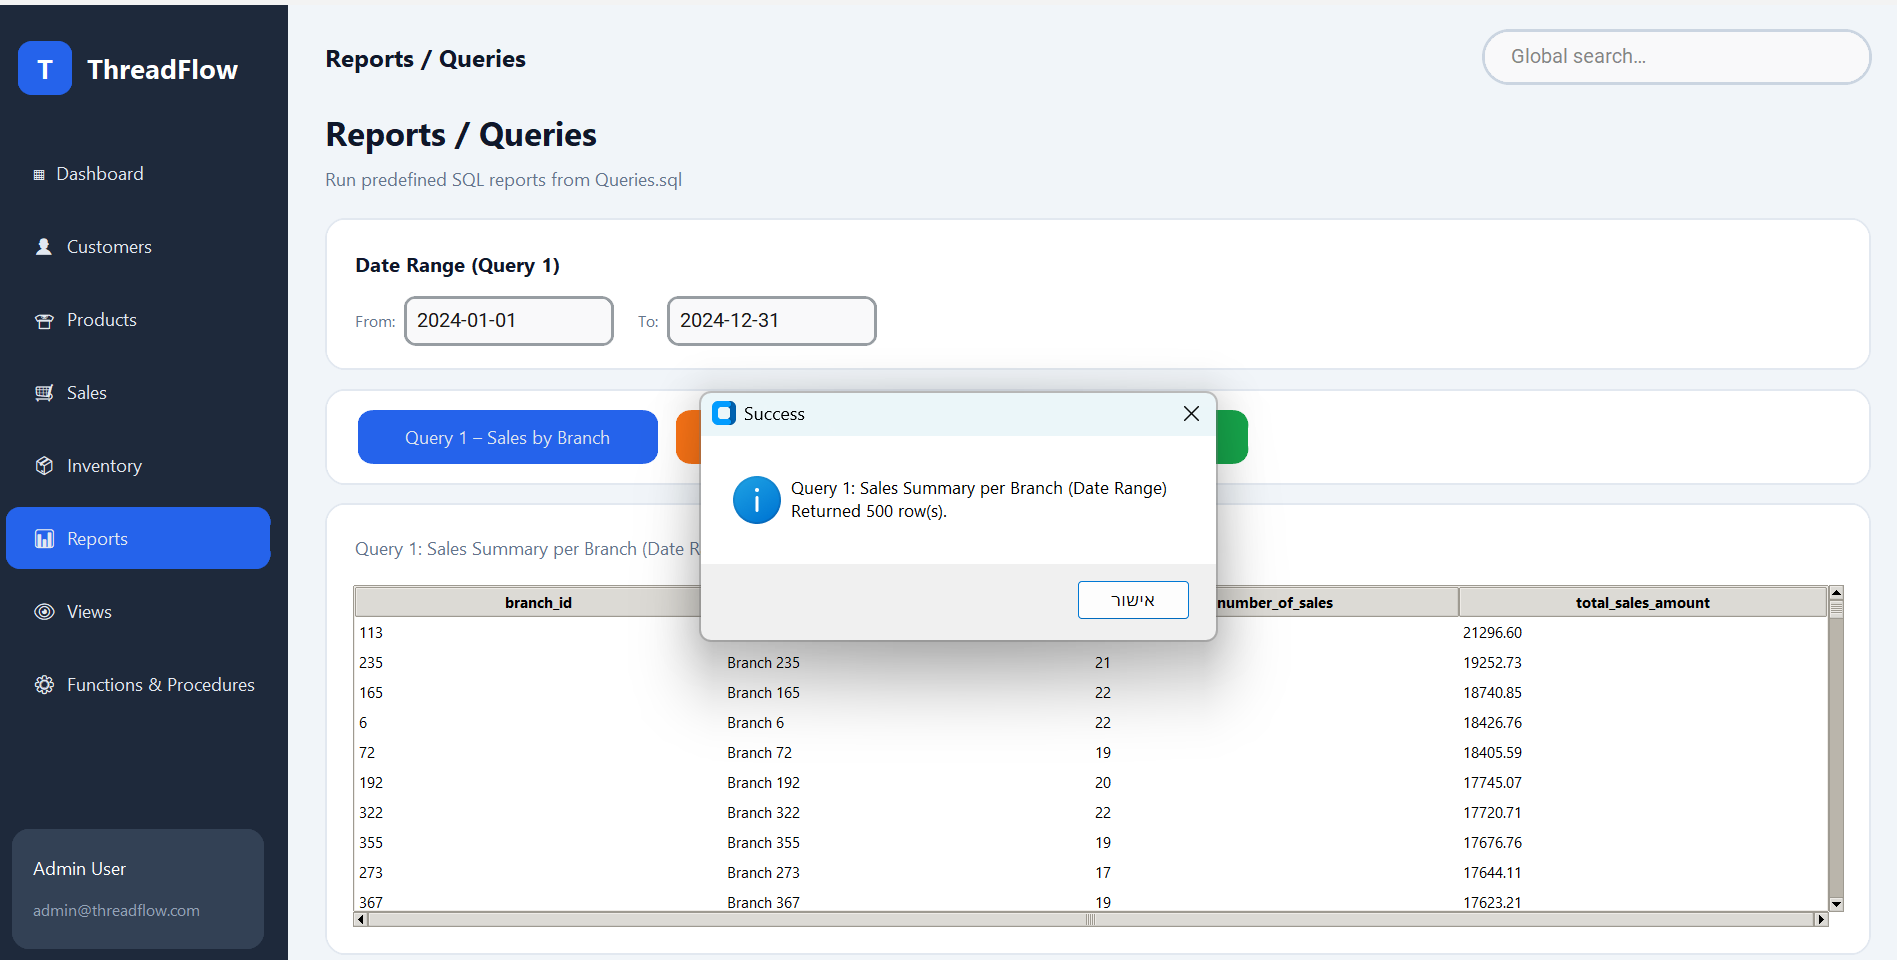 T ThreadFlow
Dashboard
Customers
Products
Sales
Inventory
Reports
Views
Functions & Procedures
Admin User
admin@threadflow.com
Reports / Queries
Global search...
Reports / Queries
Run predefined SQL reports from Queries.sql
Date Range (Query 1)
From: 2024-01-01 To: 2024-12-31
Query 1 – Sales by Branch
Success
Query 1: Sales Summary per Branch (Date Range)
Returned 500 row(s).
אישור
Query 1: Sales Summary per Branch (Date R
branch_id number_of_sales total_sales_amount
113 21296.60
235 Branch 235 21 19252.73
165 Branch 165 22 18740.85
6 Branch 6 22 18426.76
72 Branch 72 19 18405.59
192 Branch 192 20 17745.07
322 Branch 322 22 17720.71
355 Branch 355 19 17676.76
273 Branch 273 17 17644.11
367 Branch 367 19 17623.21